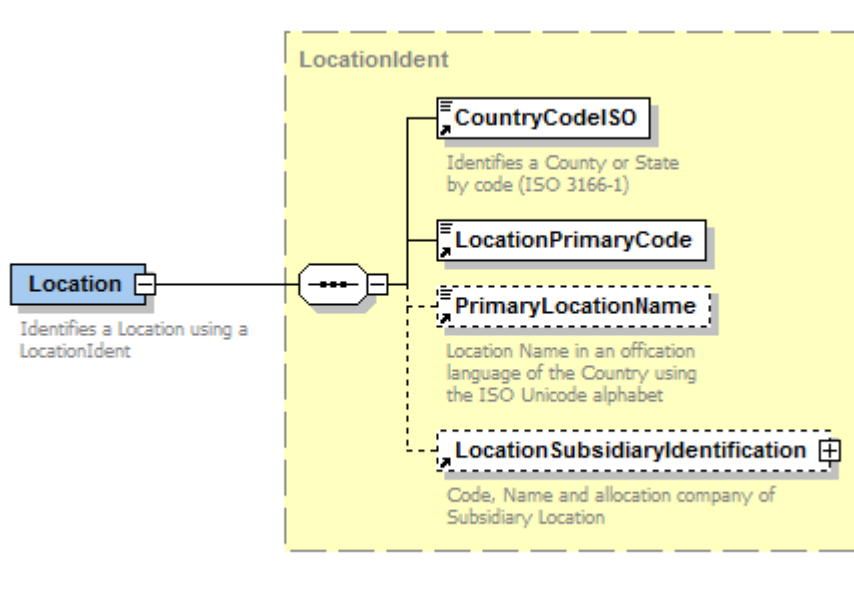 LocationIdent
CountryCodeISO
Identifies a County or State
by code (ISO 3166-1)
LocationPrimaryCode
Location
Identifies a Location using a
LocationIdent
PrimaryLocationName
Location Name in an offication
language of the Country using
the ISO Unicode alphabet
LocationSubsidiaryIdentification
Code, Name and allocation company of
Subsidiary Location